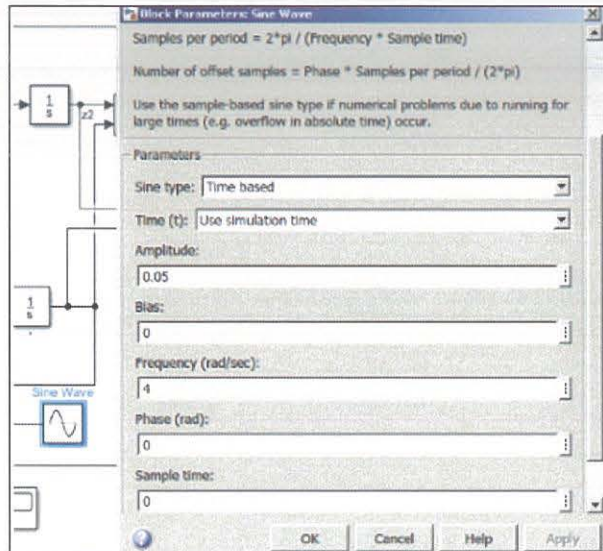 Block Parameters: Sine Wave
Samples per period = 2*pi / (Frequency * Sample time)
Number of offset samples = Phase * Samples per period / (2*pi)
Use the sample-based sine type if numerical problems due to running for
large times (e.g. overflow in absolute time) occur.
Parameters
Sine type: Time based
Time (t): Use simulation time
Amplitude:
0.05
Bias:
0
Frequency (rad/sec):
4
Phase (rad):
0
Sample time:
0
OK Cancel Help Apply
1
s
z2
1
s
Sine Wave